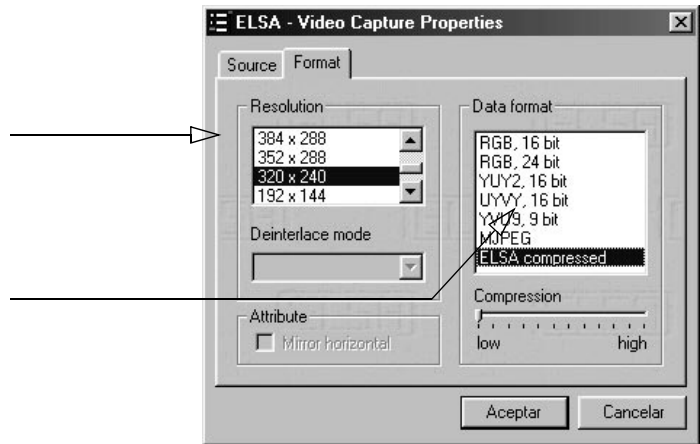 ELSA - Video Capture Properties
Source Format
Resolution
384 x 288
352 x 288
320 x 240
192 x 144
Deinterlace mode
Attribute
Mirror horizontal
Data format
RGB, 16 bit
RGB, 24 bit
YUY2, 16 bit
UYVY, 16 bit
YVU9, 9 bit
MJPEG
ELSA compressed
Compression
low high
Aceptar Cancelar